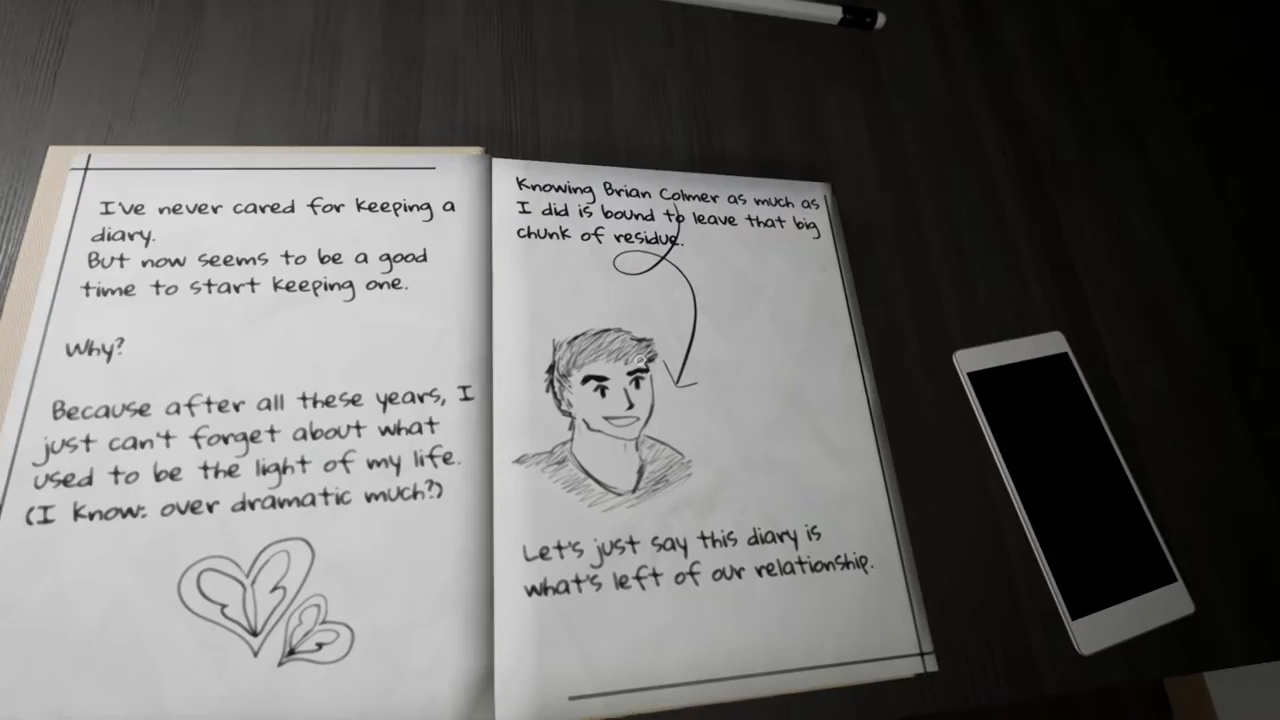 I've never cared for keeping a
diary.
But now seems to be a good
time to start keeping one.
Why?
Because after all these years, I
just can't forget about what
used to be the light of my life.
(I know: over dramatic much?)
Knowing Brian Colmer as much as
I did is bound to leave that big
chunk of residue.
Let's just say this diary is
what's left of our relationship.